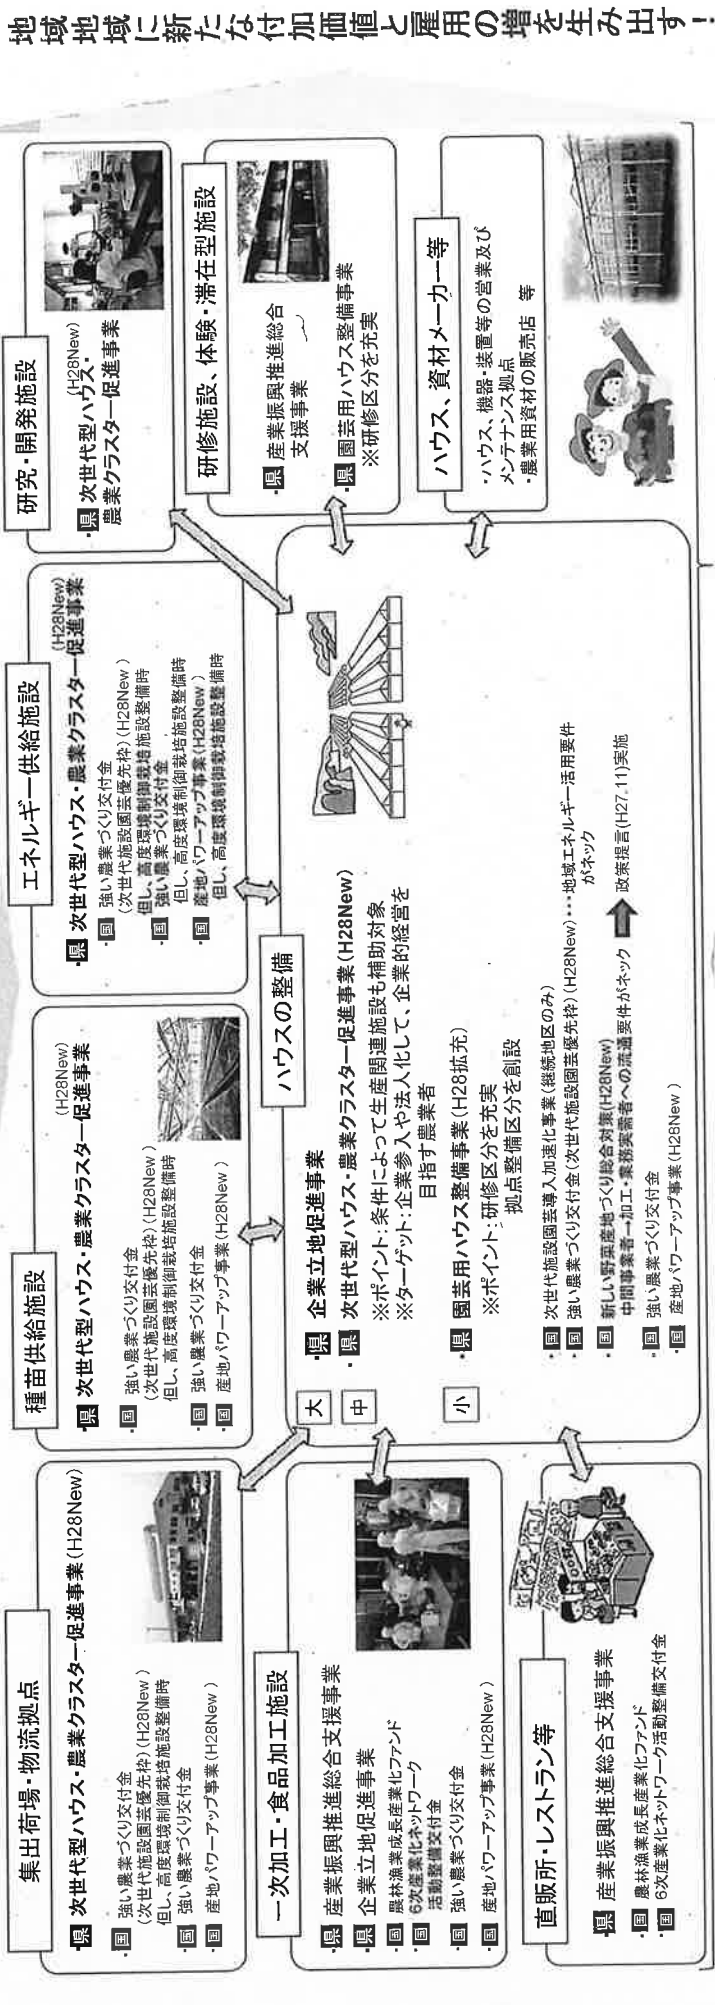 地域地域に新たな付加価値と雇用の増を生み出す！
集出荷場・物流拠点
・県 次世代型ハウス・農業クラスター促進事業(H28New)
・国 強い農業づくり交付金
(次世代施設園芸優先枠)(H28New)
但し、高度環境制御栽培施設整備時
・国 強い農業づくり交付金
・国 産地パワーアップ事業(H28New)
種苗供給施設
(H28New)
・県 次世代型ハウス・農業クラスター促進事業
・国 強い農業づくり交付金
(次世代施設園芸優先枠)(H28New)
但し、高度環境制御栽培施設整備時
・国 強い農業づくり交付金
・国 産地パワーアップ事業(H28New)
エネルギー供給施設
(H28New)
・県 次世代型ハウス・農業クラスター促進事業
・国 強い農業づくり交付金
(次世代施設園芸優先枠)(H28New)
但し、高度環境制御栽培施設整備時
・国 強い農業づくり交付金
但し、高度環境制御栽培施設整備時
・国 産地パワーアップ事業(H28New)
但し、高度環境制御栽培施設整備時
研究・開発施設
(H28New)
・県 次世代型ハウス・
農業クラスター促進事業
一次加工・食品加工施設
・県 産業振興推進総合支援事業
・県 企業立地促進事業
・国 農林漁業成長産業化ファンド
・国 6次産業化ネットワーク
活動整備交付金
・国 強い農業づくり交付金
・国 産地パワーアップ事業(H28New)
ハウスの整備
大 ・県 企業立地促進事業
中 ・県 次世代型ハウス・農業クラスター促進事業(H28New)
※ポイント:条件によって生産関連施設も補助対象
※ターゲット:企業参入や法人化して、企業的経営を
目指す農業者
小 ・県 園芸用ハウス整備事業(H28拡充)
※ポイント:研修区分を充実
拠点整備区分を創設
・国 次世代施設園芸導入加速化事業(継続地区のみ)
・国 強い農業づくり交付金(次世代施設園芸優先枠)(H28New)･･･地域エネルギー活用要件
がネック
・国 新しい野菜産地づくり総合対策(H28New)
中間事業者→加工・業務実需者への流通要件がネック 政策提言(H27.11)実施
・国 強い農業づくり交付金
・国 産地パワーアップ事業(H28New)
研修施設、体験・滞在型施設
・県 産業振興推進総合
支援事業
・県 園芸用ハウス整備事業
※研修区分を充実
ハウス、資材メーカー等
・ハウス、機器・装置等の営業及び
メンテナンス拠点
・農業用資材の販売店 等
直販所・レストラン等
・県 産業振興推進総合支援事業
・国 農林漁業成長産業化ファンド
・国 6次産業化ネットワーク活動整備交付金